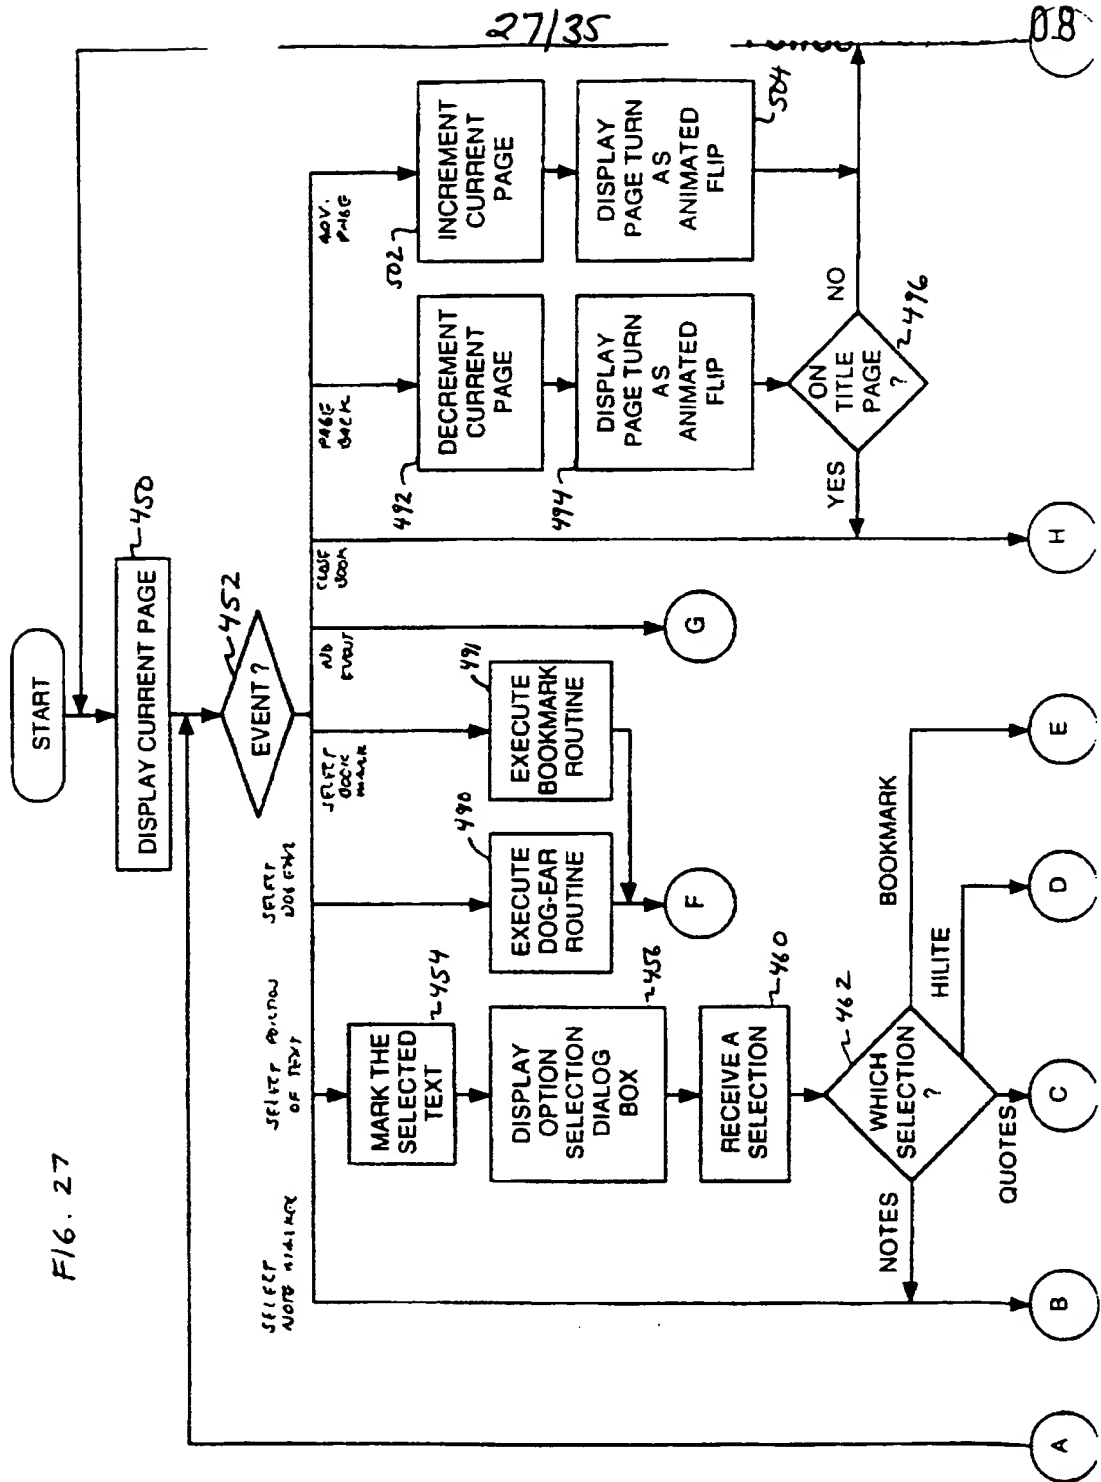 27/35
08
FIG. 27
START
DISPLAY CURRENT PAGE
450
EVENT?
452
SELECT
NOTE MARKER
SELECT PORTION
OF TEXT
SELECT
DOG EAR
SELECT
BOOK
MARK
NO
EVENT
CLOSE
BOOK
PAGE
BACK
ADV.
PAGE
MARK THE
SELECTED
TEXT
454
DISPLAY
OPTION
SELECTION
DIALOG
BOX
456
RECEIVE A
SELECTION
460
WHICH
SELECTION
?
462
NOTES
QUOTES
HILITE
BOOKMARK
EXECUTE
DOG-EAR
ROUTINE
490
EXECUTE
BOOKMARK
ROUTINE
491
DECREMENT
CURRENT
PAGE
492
DISPLAY
PAGE TURN
AS
ANIMATED
FLIP
494
ON
TITLE
PAGE
?
496
YES
NO
INCREMENT
CURRENT
PAGE
502
DISPLAY
PAGE TURN
AS
ANIMATED
FLIP
504
A
B
C
D
E
F
G
H